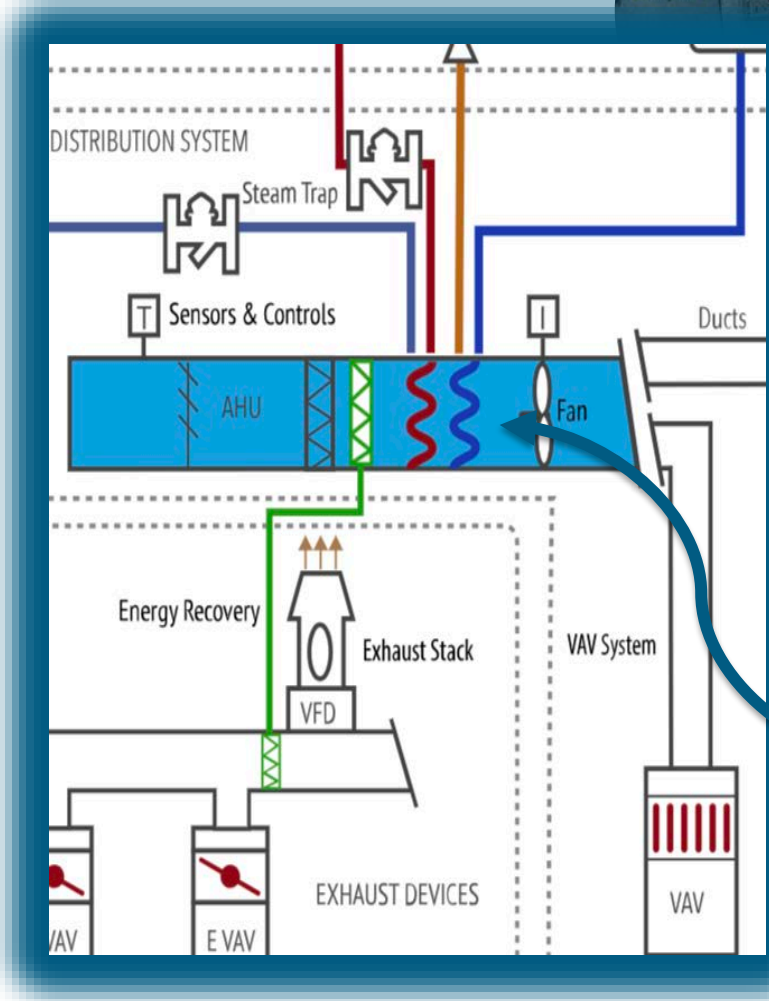 DISTRIBUTION SYSTEM
Steam Trap
T
Sensors & Controls
I
Ducts
AHU
Fan
Energy Recovery
Exhaust Stack
VAV System
VFD
EXHAUST DEVICES
VAV
E VAV
VAV